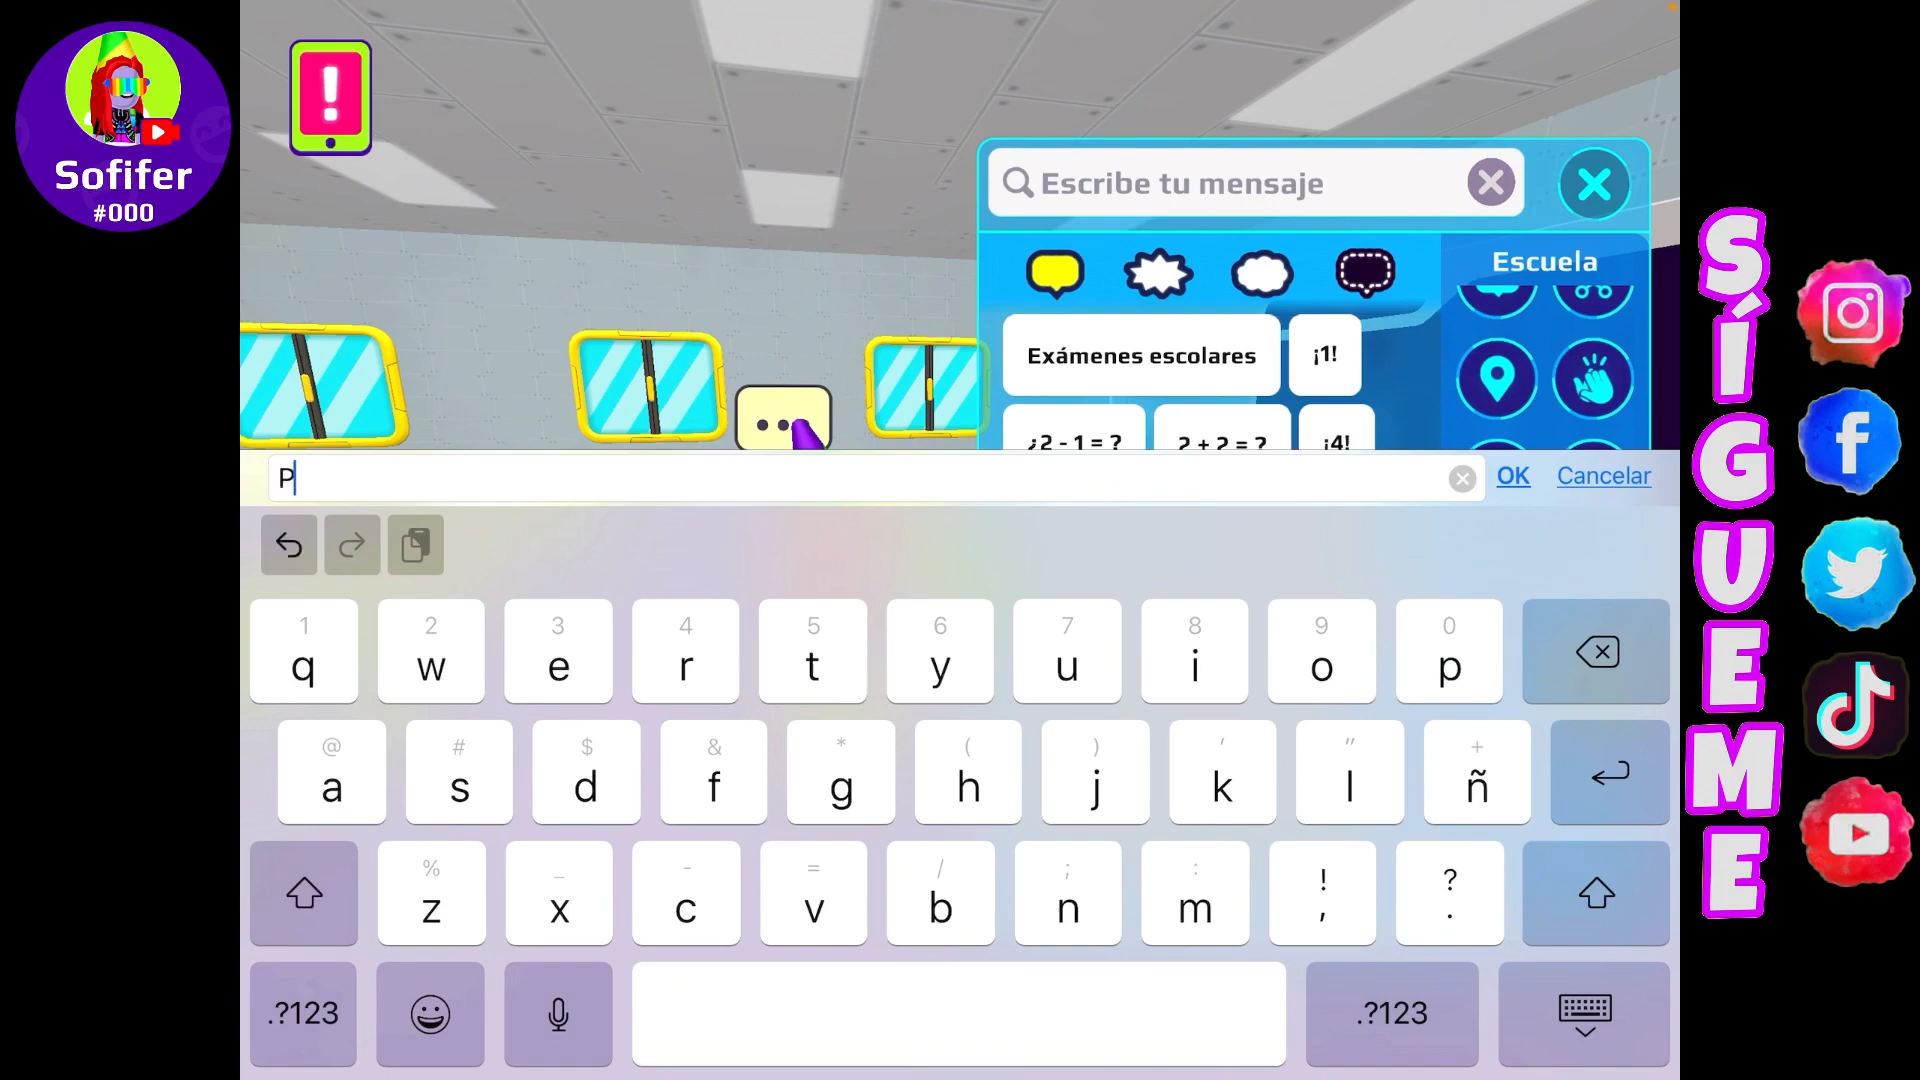 Sofifer
#000
!
Escribe tu mensaje
Escuela
Exámenes escolares
¡1!
¿2 - 1 = ?
2 + 2 = ?
¡4!
P
OK
Cancelar
1 2 3 4 5 6 7 8 9 0
q w e r t y u i o p
@ # $ & * ( ) ' " +
a s d f g h j k l ñ
% _ - = / ; : ! ?
z x c v b n m , .
.?123
.?123
SÍGUEME